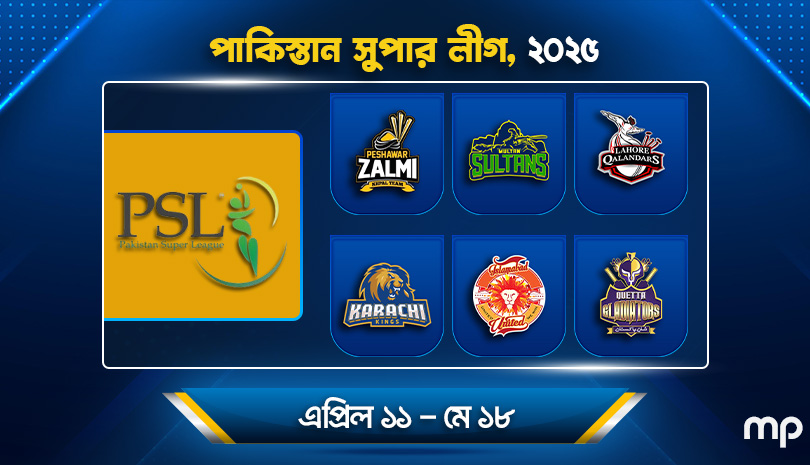 পাকিস্তান সুপার লীগ, ২০২৫
PSL
Pakistan Super League
PESHAWAR
ZALMI
MULTAN
SULTANS
LAHORE
QALANDARS
KARACHI
KINGS
Islamabad
United
QUETTA
GLADIATORS
এপ্রিল ১১ – মে ১৮
mp